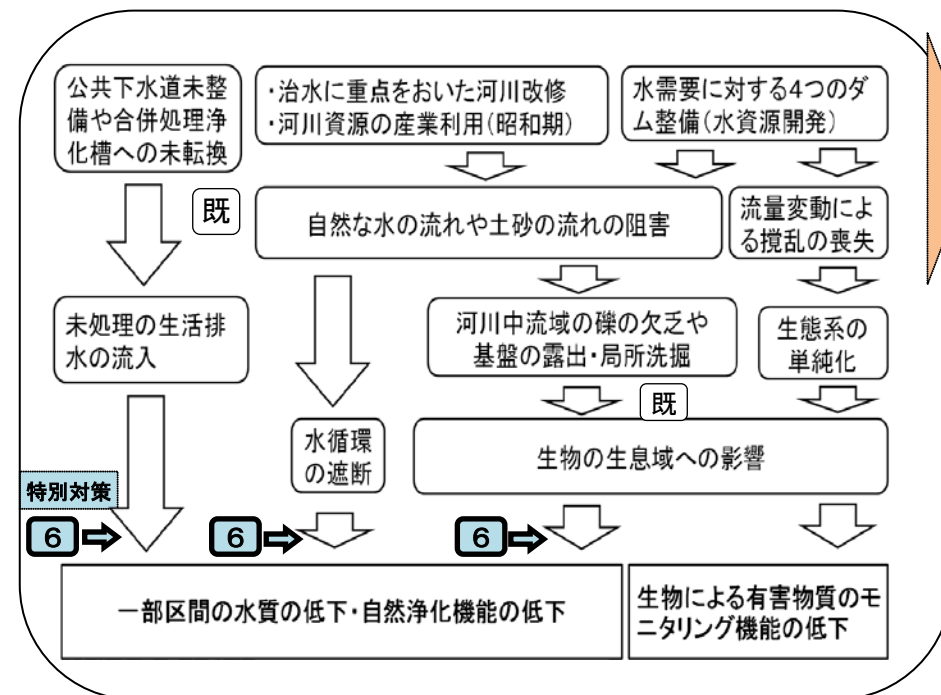 公共下水道未整
備や合併処理浄
化槽への未転換
・治水に重点をおいた河川改修
・河川資源の産業利用(昭和期)
水需要に対する4つのダ
ム整備(水資源開発)
既
自然な水の流れや土砂の流れの阻害
流量変動によ
る撹乱の喪失
未処理の生活排
水の流入
河川中流域の礫の欠乏や
基盤の露出・局所洗掘
生態系の
単純化
既
水循環
の遮断
生物の生息域への影響
特別対策
6
6
6
一部区間の水質の低下・自然浄化機能の低下
生物による有害物質のモ
ニタリング機能の低下